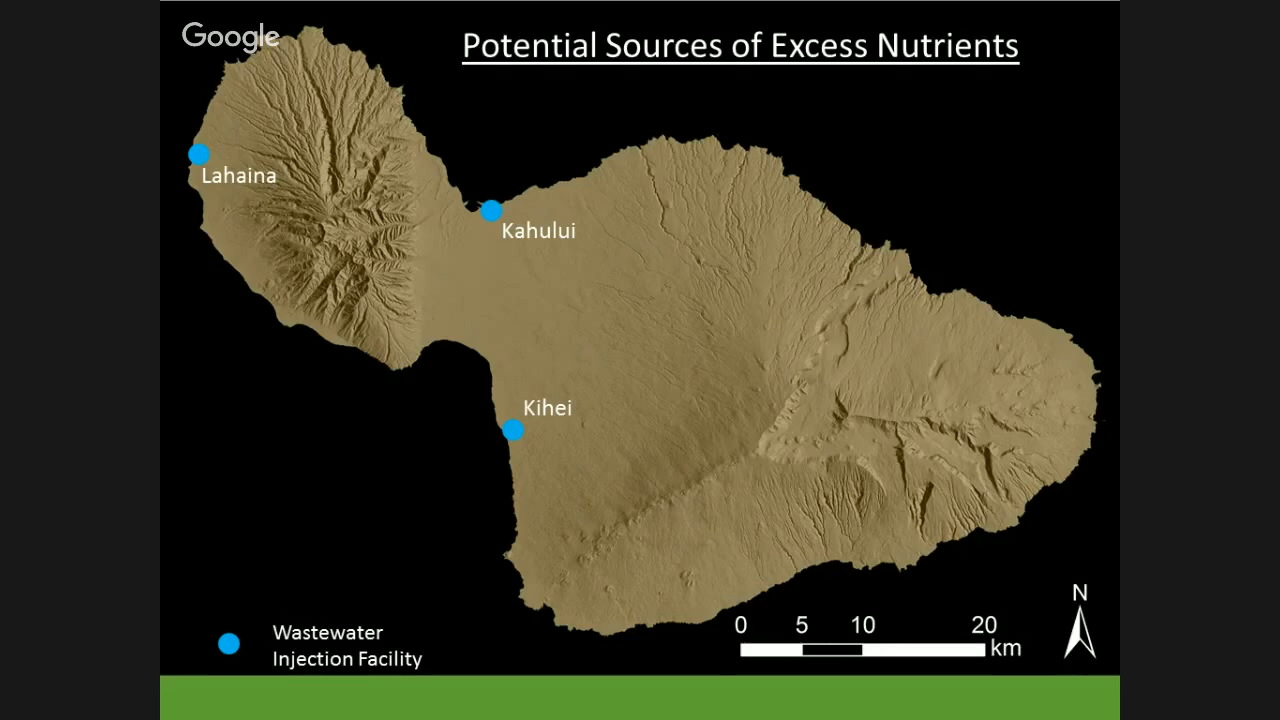 Google
Potential Sources of Excess Nutrients
Lahaina
Kahului
Kihei
Wastewater
Injection Facility
0 5 10 20
km
N